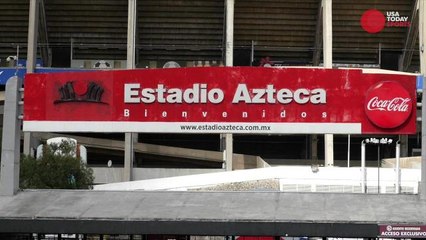 USA TODAY
SPORTS
Estadio Azteca
Bienvenidos
www.estadioazteca.com.mx
Coca-Cola
ACCESO EXCLUSIVO